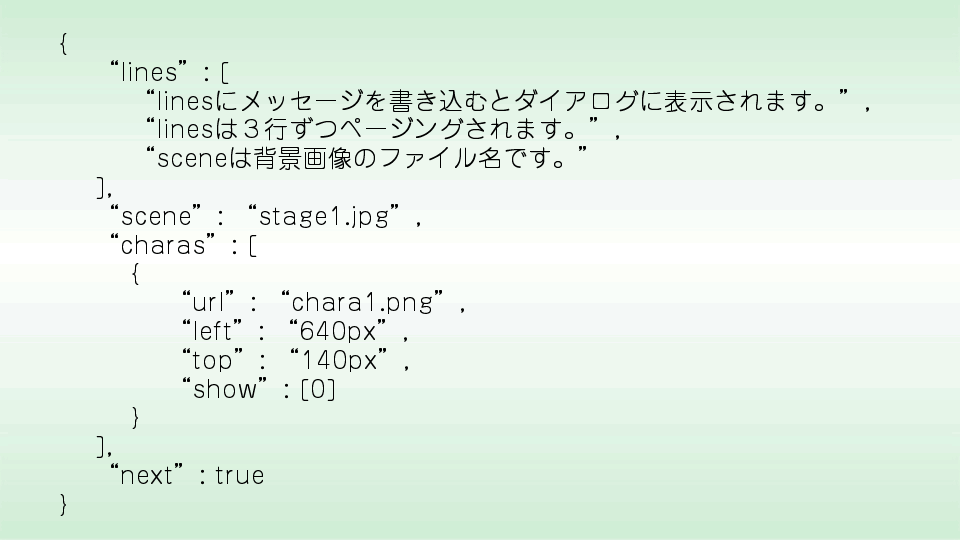 {
“lines” : [
“linesにメッセージを書き込むとダイアログに表示されます。” ,
“linesは３行ずつページングされます。” ,
“sceneは背景画像のファイル名です。”
],
“scene” : “stage1.jpg” ,
“charas” : [
{
“url” : “chara1.png” ,
“left” : “640px” ,
“top” : “140px” ,
“show” : [0]
}
],
“next” : true
}